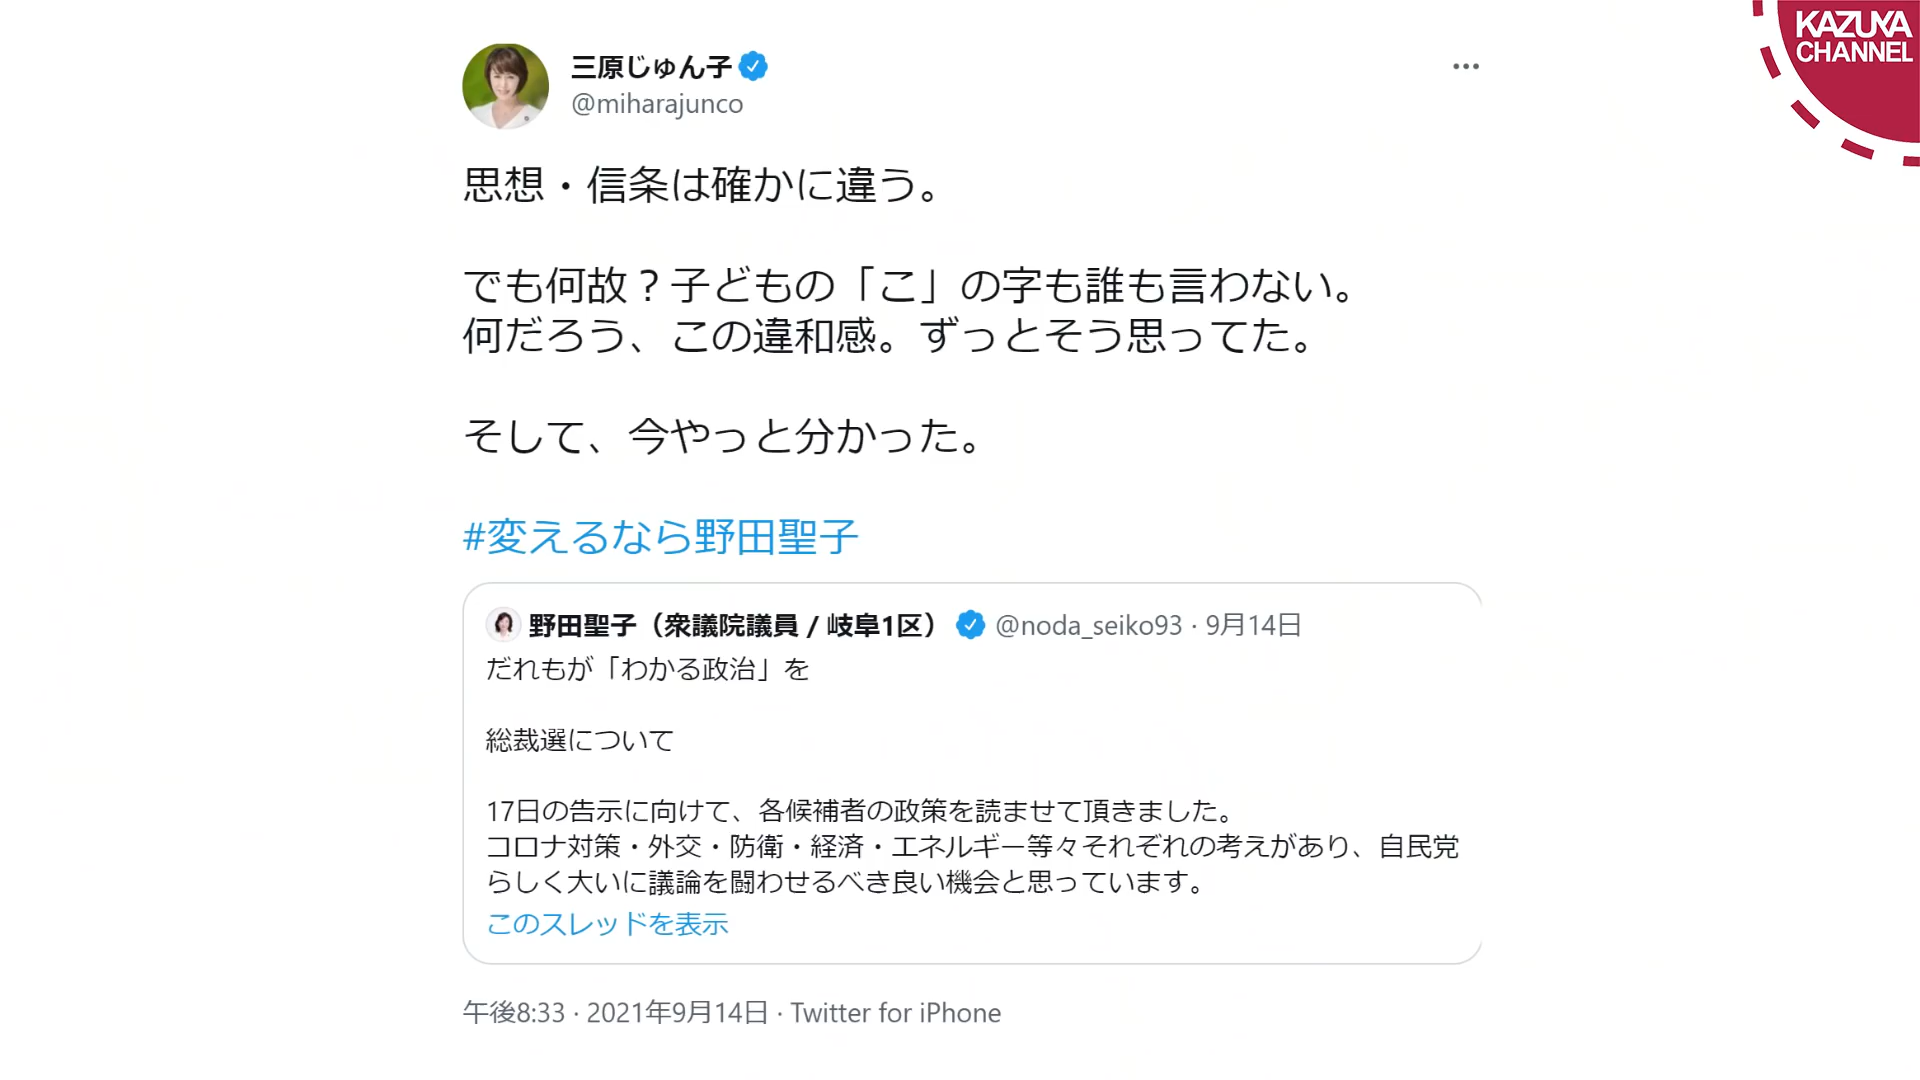 KAZUYA
CHANNEL
三原じゅん子
@miharajunco
思想・信条は確かに違う。
でも何故？子どもの「こ」の字も誰も言わない。
何だろう、この違和感。ずっとそう思ってた。
そして、今やっと分かった。
#変えるなら野田聖子
野田聖子（衆議院議員 / 岐阜1区） @noda_seiko93 · 9月14日
だれもが「わかる政治」を
総裁選について
17日の告示に向けて、各候補者の政策を読ませて頂きました。
コロナ対策・外交・防衛・経済・エネルギー等々それぞれの考えがあり、自民党
らしく大いに議論を闘わせるべき良い機会と思っています。
このスレッドを表示
午後8:33 · 2021年9月14日 · Twitter for iPhone